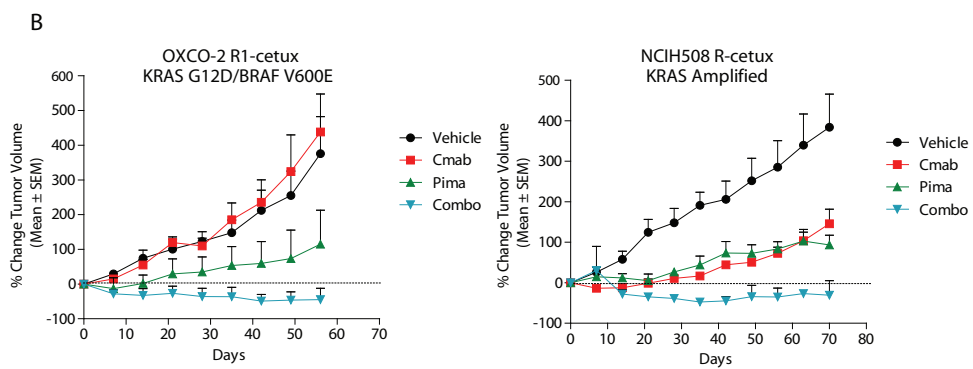 B
OXCO-2 R1-cetux
KRAS G12D/BRAF V600E
% Change Tumor Volume
(Mean ± SEM)
600
500
400
300
200
100
0
-100
0
10
20
30
40
50
60
70
Days
Vehicle
Cmab
Pima
Combo
NCIH508 R-cetux
KRAS Amplified
% Change Tumor Volume
(Mean ± SEM)
500
400
300
200
100
0
-100
0
10
20
30
40
50
60
70
80
Days
Vehicle
Cmab
Pima
Combo